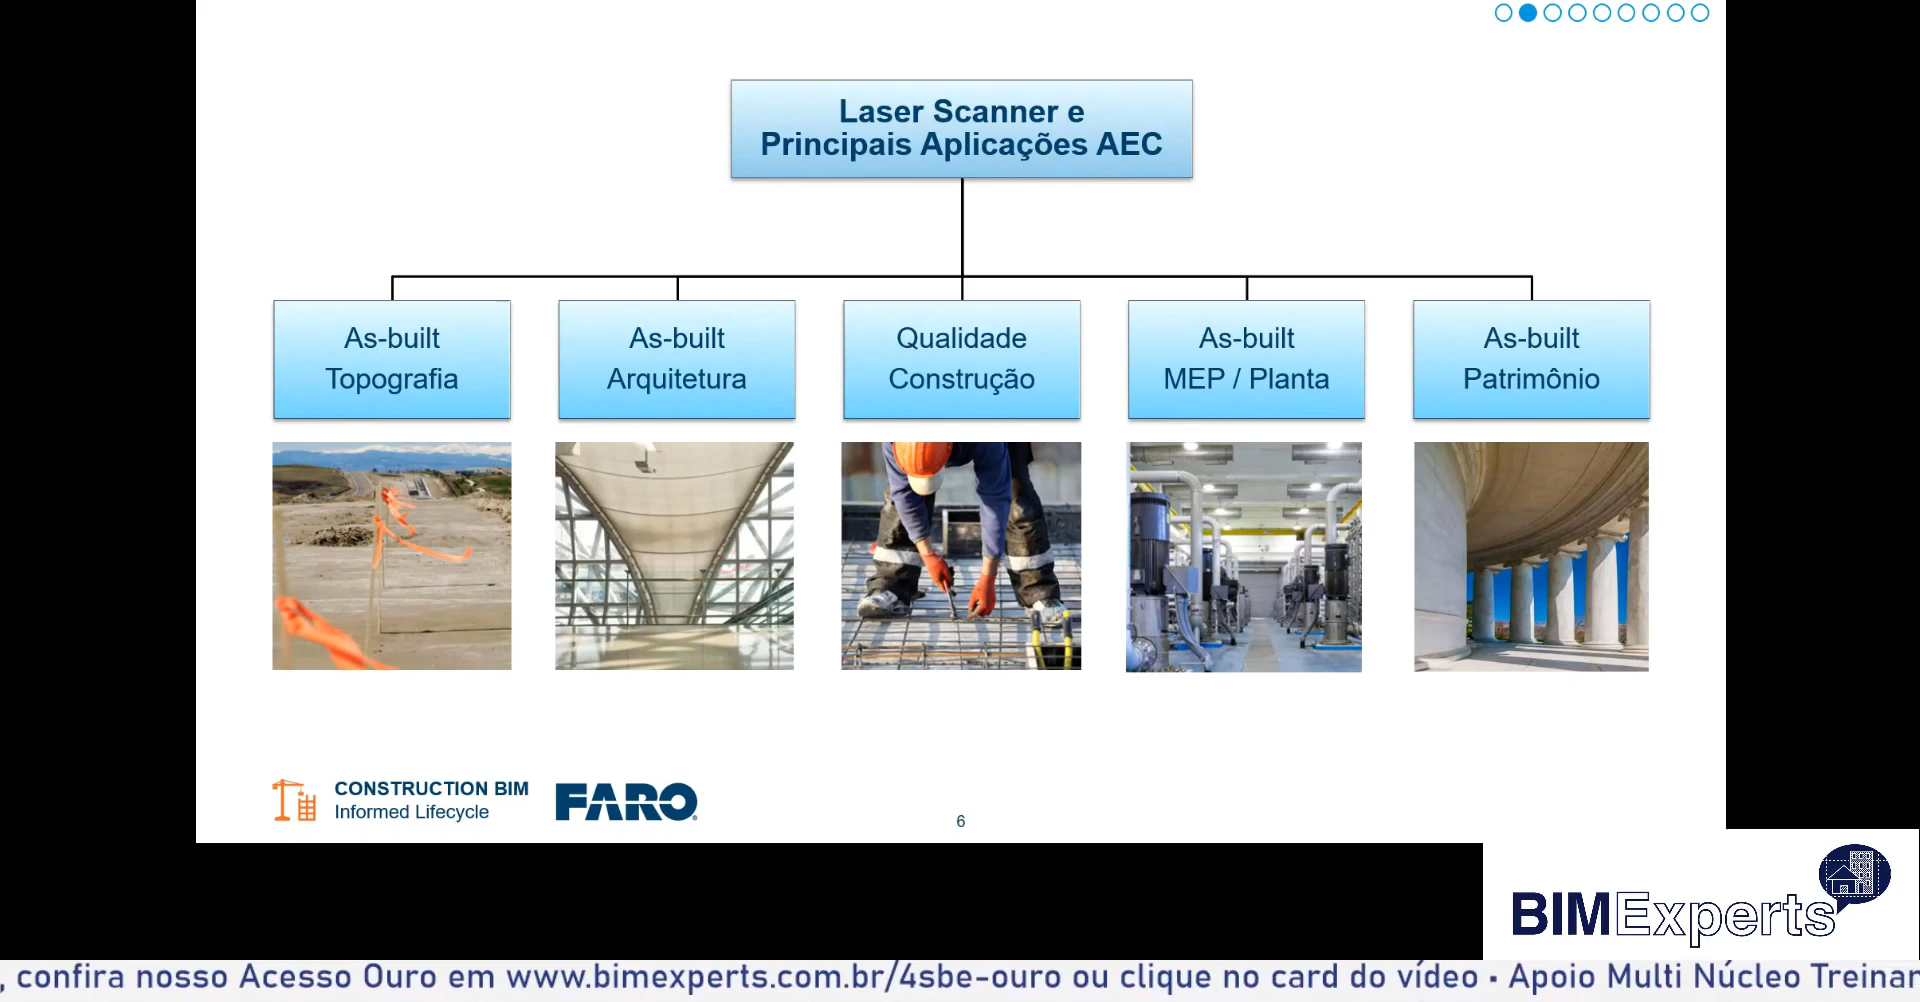 Laser Scanner e
Principais Aplicações AEC
As-built
Topografia
As-built
Arquitetura
Qualidade
Construção
As-built
MEP / Planta
As-built
Patrimônio
CONSTRUCTION BIM
Informed Lifecycle
FARO
6
BIMExperts
, confira nosso Acesso Ouro em www.bimexperts.com.br/4sbe-ouro ou clique no card do vídeo • Apoio Multi Núcleo Treinar